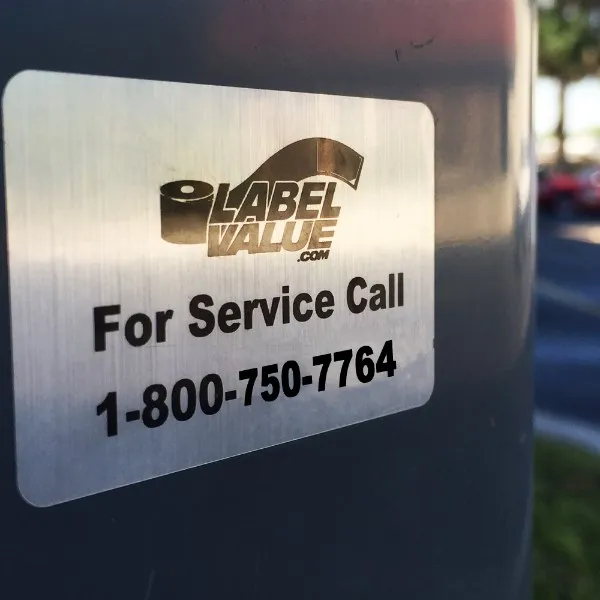 LABEL
VALUE
.COM
For Service Call
1-800-750-7764